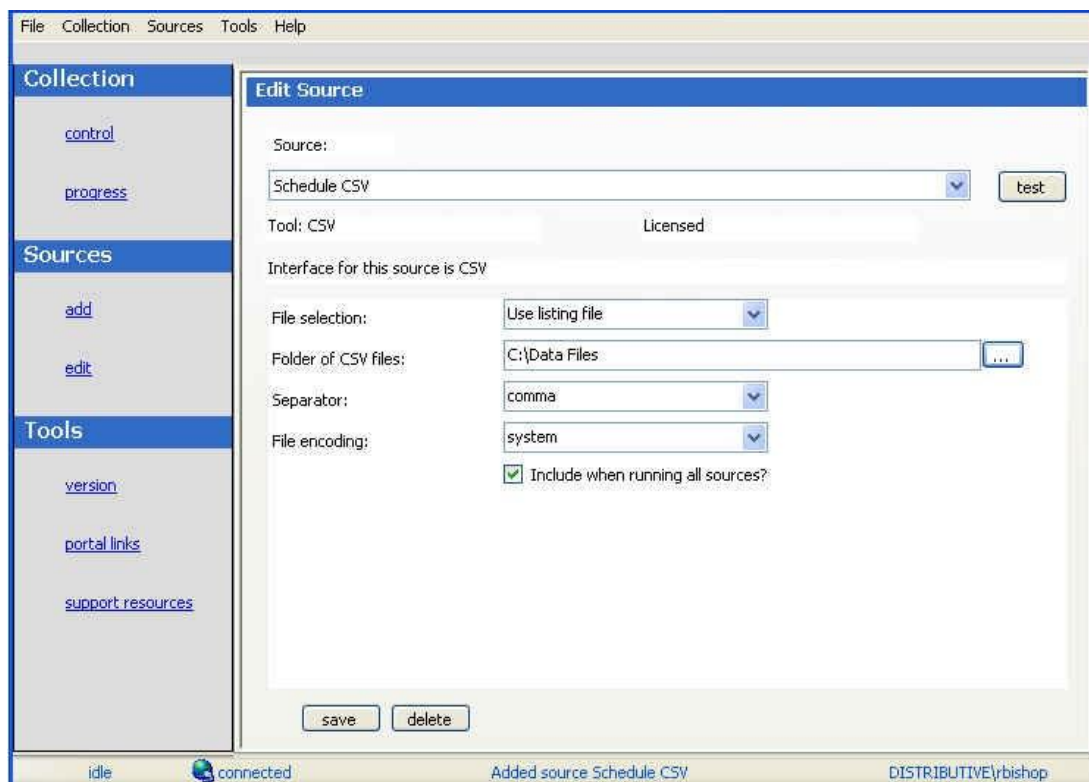 File Collection Sources Tools Help
Collection
control
progress
Sources
add
edit
Tools
version
portal links
support resources
Edit Source
Source:
Schedule CSV test
Tool: CSV Licensed
Interface for this source is CSV
File selection: Use listing file
Folder of CSV files: C:\Data Files ...
Separator: comma
File encoding: system
Include when running all sources?
save delete
idle connected Added source Schedule CSV DISTRIBUTIVE\rbishop